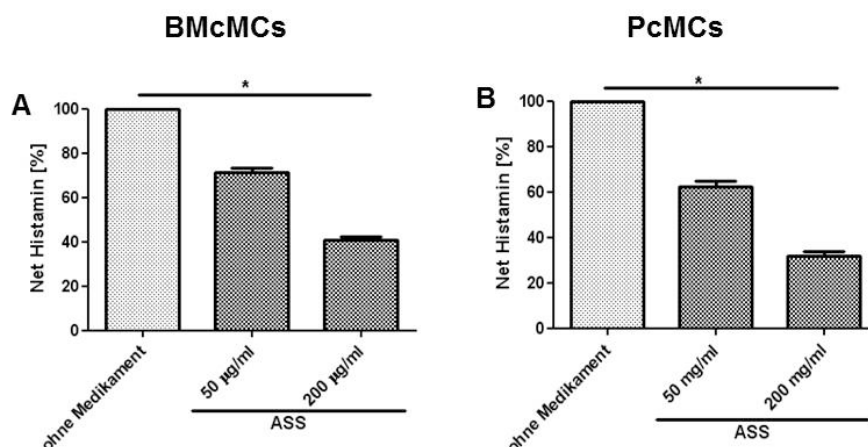 BMcMCs
PcMCs
A
*
Net Histamin [%]
100
80
60
40
20
0
ohne Medikament
50 µg/ml
200 µg/ml
ASS
B
*
Net Histamin [%]
100
80
60
40
20
0
ohne Medikament
50 mg/ml
200 mg/ml
ASS